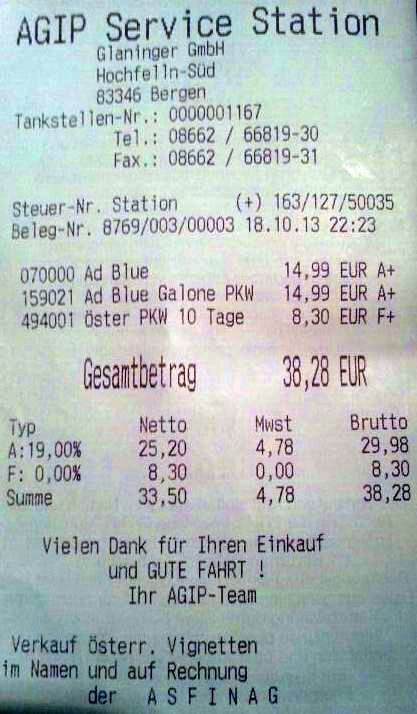 AGIP Service Station
Glaninger GmbH
Hochfelln-Süd
83346 Bergen
Tankstellen-Nr.: 0000001167
Tel.: 08662 / 66819-30
Fax.: 08662 / 66819-31
Steuer-Nr. Station (+) 163/127/50035
Beleg-Nr. 8769/003/00003 18.10.13 22:23
070000 Ad Blue 14,99 EUR A+
159021 Ad Blue Galone PKW 14,99 EUR A+
494001 öster PKW 10 Tage 8,30 EUR F+
Gesamtbetrag 38,28 EUR
Typ Netto Mwst Brutto
A:19,00% 25,20 4,78 29,98
F: 0,00% 8,30 0,00 8,30
Summe 33,50 4,78 38,28
Vielen Dank für Ihren Einkauf
und GUTE FAHRT !
Ihr AGIP-Team
Verkauf österr. Vignetten
im Namen und auf Rechnung
der A S F I N A G